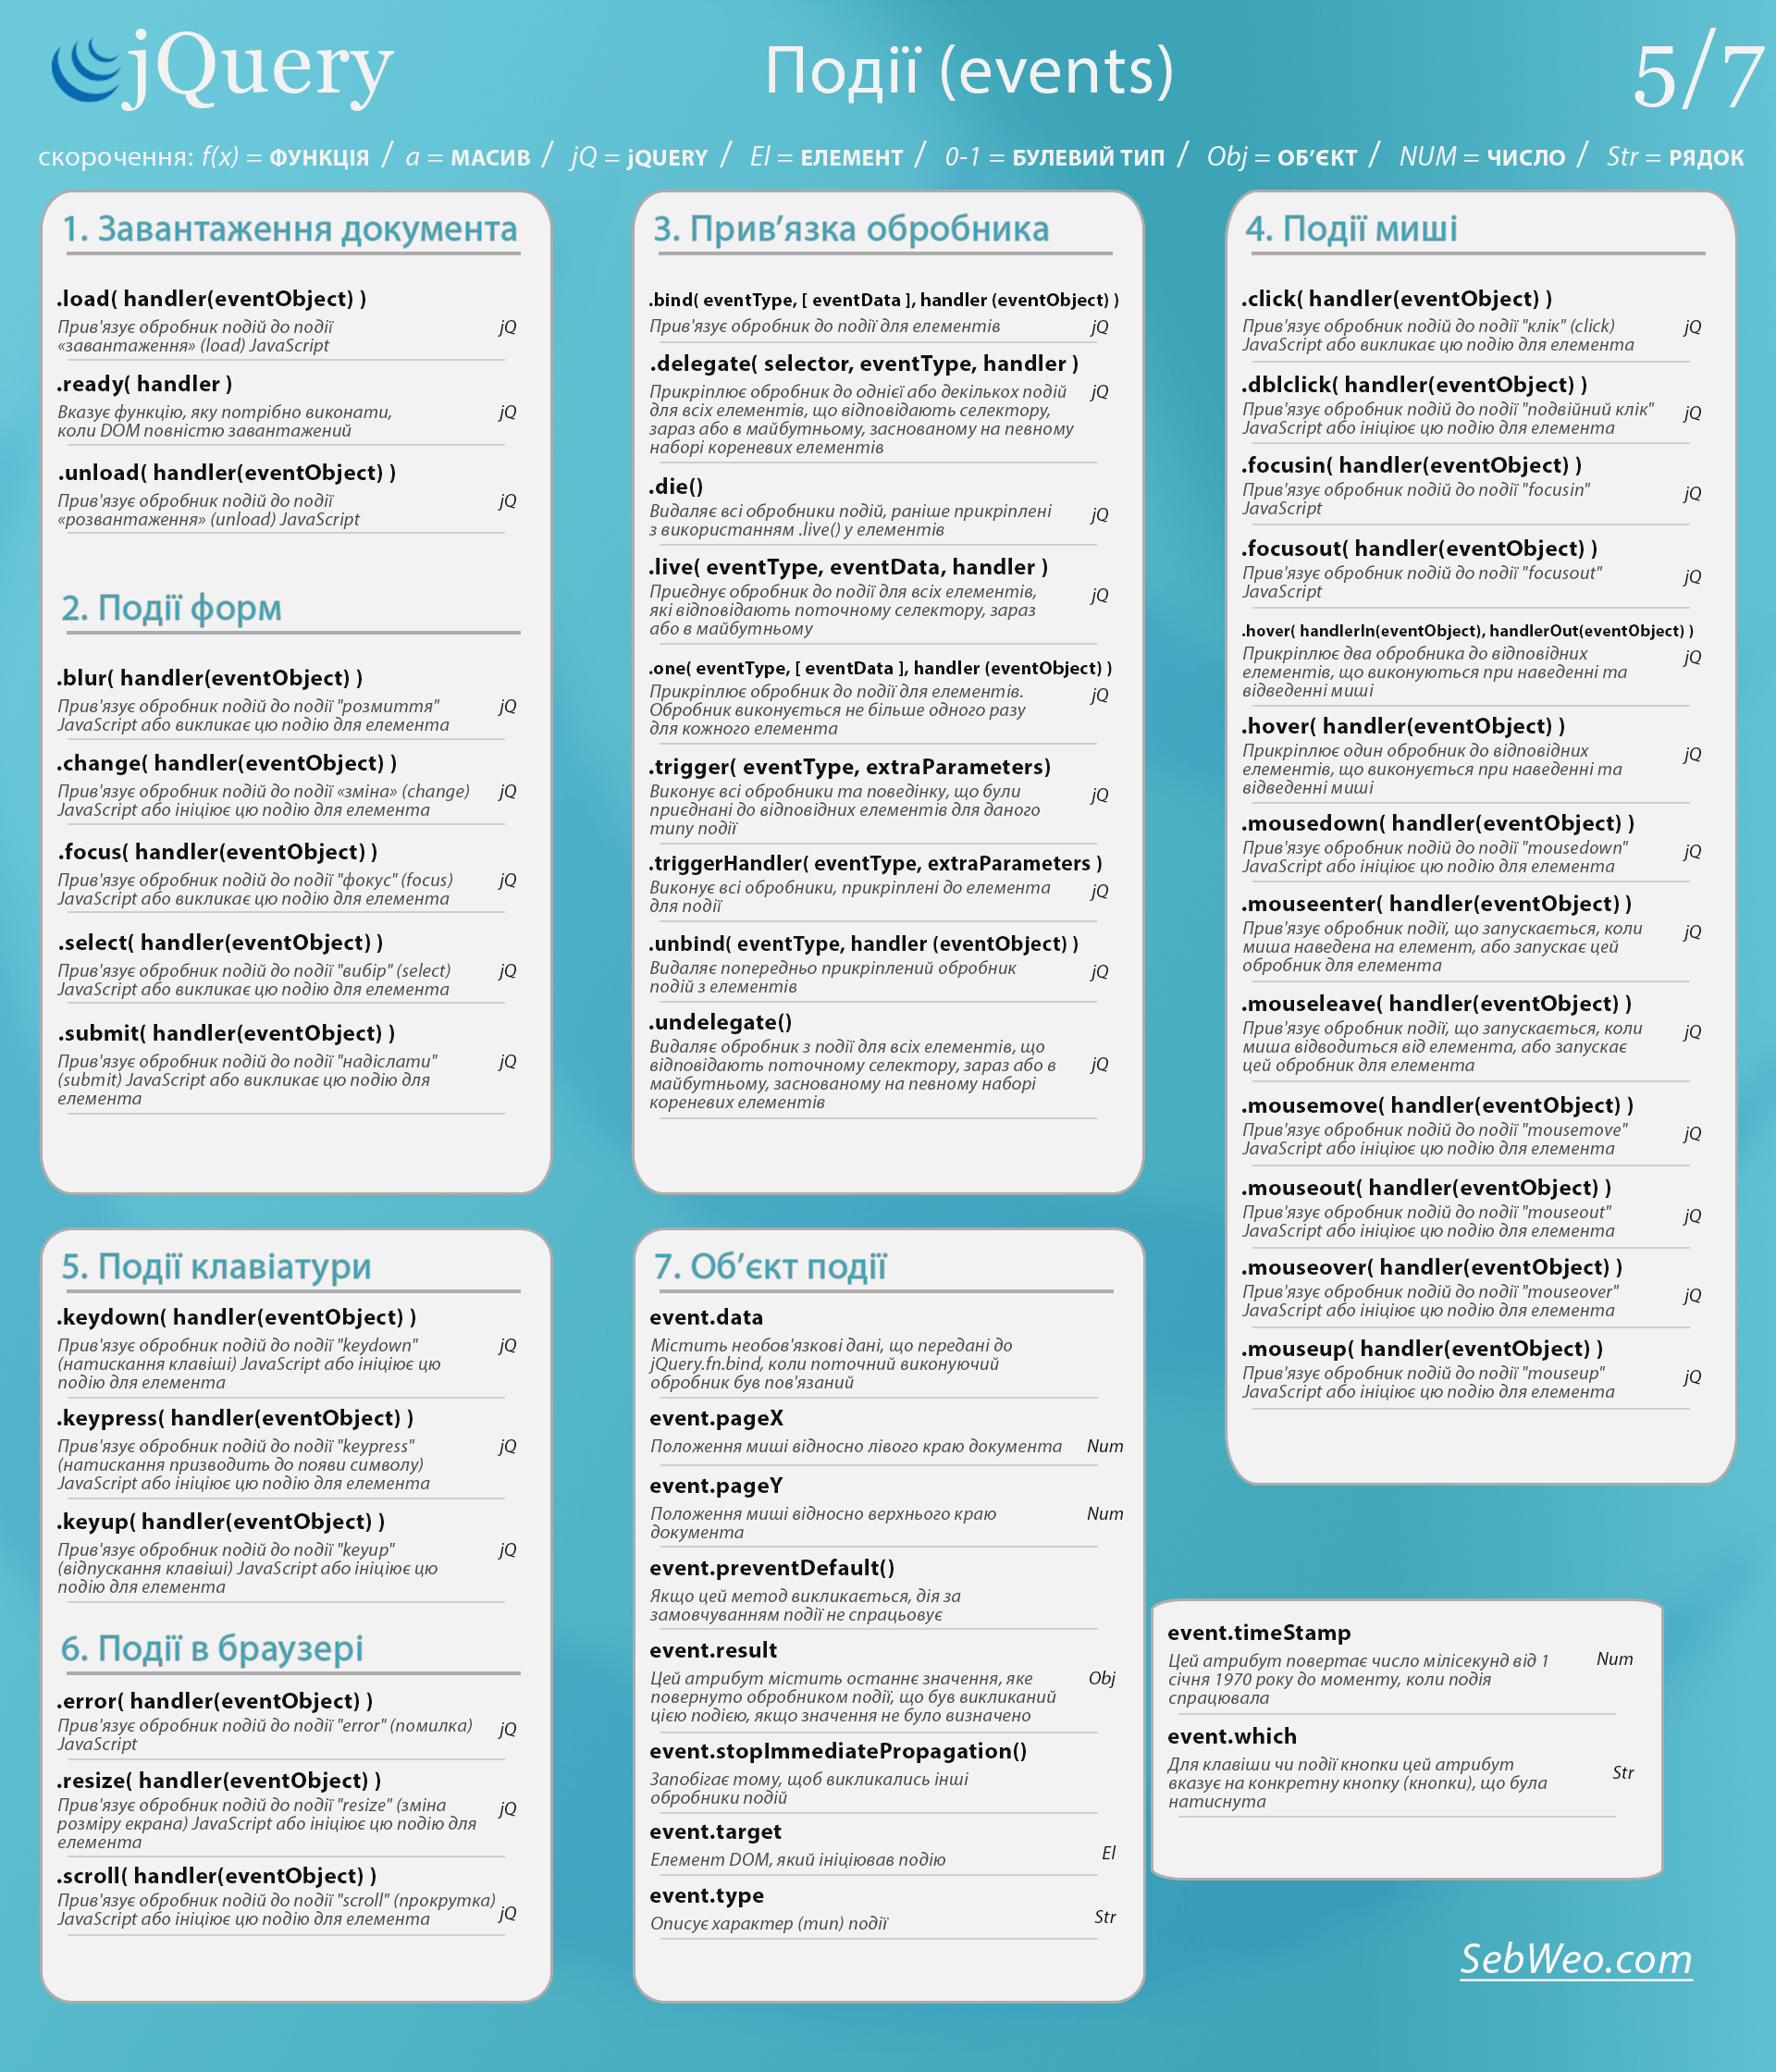 jQuery
Події (events)
5/7
скорочення: f(x) = ФУНКЦІЯ / a = МАСИВ / jQ = jQUERY / El = ЕЛЕМЕНТ / 0-1 = БУЛЕВИЙ ТИП / Obj = ОБ’ЄКТ / NUM = ЧИСЛО / Str = РЯДОК
1. Завантаження документа
.load( handler(eventObject) )
Прив'язує обробник подій до події jQ
«завантаження» (load) JavaScript
.ready( handler )
Вказує функцію, яку потрібно виконати, jQ
коли DOM повністю завантажений
.unload( handler(eventObject) )
Прив'язує обробник подій до події jQ
«розвантаження» (unload) JavaScript
2. Події форм
.blur( handler(eventObject) )
Прив'язує обробник подій до події "розмиття" jQ
JavaScript або викликає цю подію для елемента
.change( handler(eventObject) )
Прив'язує обробник подій до події «зміна» (change) jQ
JavaScript або ініціює цю подію для елемента
.focus( handler(eventObject) )
Прив'язує обробник подій до події "фокус" (focus) jQ
JavaScript або викликає цю подію для елемента
.select( handler(eventObject) )
Прив'язує обробник подій до події "вибір" (select) jQ
JavaScript або викликає цю подію для елемента
.submit( handler(eventObject) )
Прив'язує обробник подій до події "надіслати" jQ
(submit) JavaScript або викликає цю подію для
елемента
3. Прив’язка обробника
.bind( eventType, [ eventData ], handler (eventObject) )
Прив'язує обробник до події для елементів jQ
.delegate( selector, eventType, handler )
Прикріплює обробник до однієї або декількох подій jQ
для всіх елементів, що відповідають селектору,
зараз або в майбутньому, заснованому на певному
наборі кореневих елементів
.die()
Видаляє всі обробники подій, раніше прикріплені jQ
з використанням .live() у елементів
.live( eventType, eventData, handler )
Приєднує обробник до події для всіх елементів, jQ
які відповідають поточному селектору, зараз
або в майбутньому
.one( eventType, [ eventData ], handler (eventObject) )
Прикріплює обробник до події для елементів. jQ
Обробник виконується не більше одного разу
для кожного елемента
.trigger( eventType, extraParameters)
Виконує всі обробники та поведінку, що були jQ
приєднані до відповідних елементів для даного
типу події
.triggerHandler( eventType, extraParameters )
Виконує всі обробники, прикріплені до елемента jQ
для події
.unbind( eventType, handler (eventObject) )
Видаляє попередньо прикріплений обробник jQ
подій з елементів
.undelegate()
Видаляє обробник з події для всіх елементів, що
відповідають поточному селектору, зараз або в jQ
майбутньому, заснованому на певному наборі
кореневих елементів
4. Події миші
.click( handler(eventObject) )
Прив'язує обробник подій до події "клік" (click) jQ
JavaScript або викликає цю подію для елемента
.dblclick( handler(eventObject) )
Прив'язує обробник подій до події "подвійний клік" jQ
JavaScript або ініціює цю подію для елемента
.focusin( handler(eventObject) )
Прив'язує обробник подій до події "focusin" jQ
JavaScript
.focusout( handler(eventObject) )
Прив'язує обробник подій до події "focusout" jQ
JavaScript
.hover( handlerIn(eventObject), handlerOut(eventObject) )
Прикріплює два обробника до відповідних jQ
елементів, що виконуються при наведенні та
відведенні миші
.hover( handler(eventObject) )
Прикріплює один обробник до відповідних jQ
елементів, що виконується при наведенні та
відведенні миші
.mousedown( handler(eventObject) )
Прив'язує обробник подій до події "mousedown" jQ
JavaScript або ініціює цю подію для елемента
.mouseenter( handler(eventObject) )
Прив'язує обробник події, що запускається, коли jQ
миша наведена на елемент, або запускає цей
обробник для елемента
.mouseleave( handler(eventObject) )
Прив'язує обробник події, що запускається, коли jQ
миша відводиться від елемента, або запускає
цей обробник для елемента
.mousemove( handler(eventObject) )
Прив'язує обробник подій до події "mousemove" jQ
JavaScript або ініціює цю подію для елемента
.mouseout( handler(eventObject) )
Прив'язує обробник подій до події "mouseout" jQ
JavaScript або ініціює цю подію для елемента
.mouseover( handler(eventObject) )
Прив'язує обробник подій до події "mouseover" jQ
JavaScript або ініціює цю подію для елемента
.mouseup( handler(eventObject) )
Прив'язує обробник подій до події "mouseup" jQ
JavaScript або ініціює цю подію для елемента
5. Події клавіатури
.keydown( handler(eventObject) )
Прив'язує обробник подій до події "keydown" jQ
(натискання клавіші) JavaScript або ініціює цю
подію для елемента
.keypress( handler(eventObject) )
Прив'язує обробник подій до події "keypress" jQ
(натискання призводить до появи символу)
JavaScript або ініціює цю подію для елемента
.keyup( handler(eventObject) )
Прив'язує обробник подій до події "keyup" jQ
(відпускання клавіші) JavaScript або ініціює цю
подію для елемента
6. Події в браузері
.error( handler(eventObject) )
Прив'язує обробник подій до події "error" (помилка) jQ
JavaScript
.resize( handler(eventObject) )
Прив'язує обробник подій до події "resize" (зміна jQ
розміру екрана) JavaScript або ініціює цю подію для
елемента
.scroll( handler(eventObject) )
Прив'язує обробник подій до події "scroll" (прокрутка)
JavaScript або ініціює цю подію для елемента jQ
7. Об’єкт події
event.data
Містить необов'язкові дані, що передані до
jQuery.fn.bind, коли поточний виконуючий
обробник був пов'язаний
event.pageX
Положення миші відносно лівого краю документа Num
event.pageY
Положення миші відносно верхнього краю Num
документа
event.preventDefault()
Якщо цей метод викликається, дія за
замовчуванням події не спрацьовує
event.result
Цей атрибут містить останнє значення, яке Obj
повернуто обробником події, що був викликаний
цією подією, якщо значення не було визначено
event.stopImmediatePropagation()
Запобігає тому, щоб викликались інші
обробники подій
event.target
Елемент DOM, який ініціював подію El
event.type
Описує характер (тип) події Str
event.timeStamp
Цей атрибут повертає число мілісекунд від 1 Num
січня 1970 року до моменту, коли подія
спрацювала
event.which
Для клавіши чи події кнопки цей атрибут Str
вказує на конкретну кнопку (кнопки), що була
натиснута
SebWeo.com